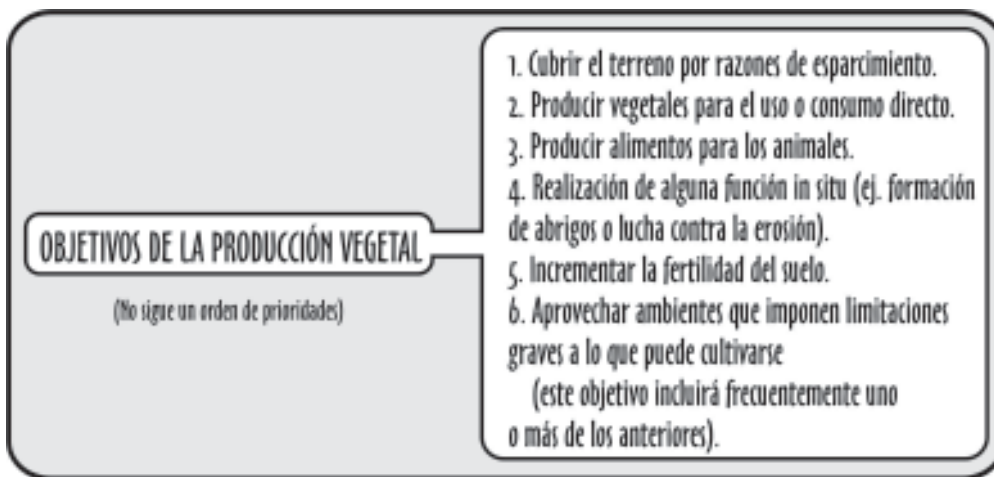 OBJETIVOS DE LA PRODUCCIÓN VEGETAL
(No sigue un orden de prioridades)
1. Cubrir el terreno por razones de esparcimiento.
2. Producir vegetales para el uso o consumo directo.
3. Producir alimentos para los animales.
4. Realización de alguna función in situ (ej. formación
de abrigos o lucha contra la erosión).
5. Incrementar la fertilidad del suelo.
6. Aprovechar ambientes que imponen limitaciones
graves a lo que puede cultivarse
(este objetivo incluirá frecuentemente uno
o más de los anteriores).